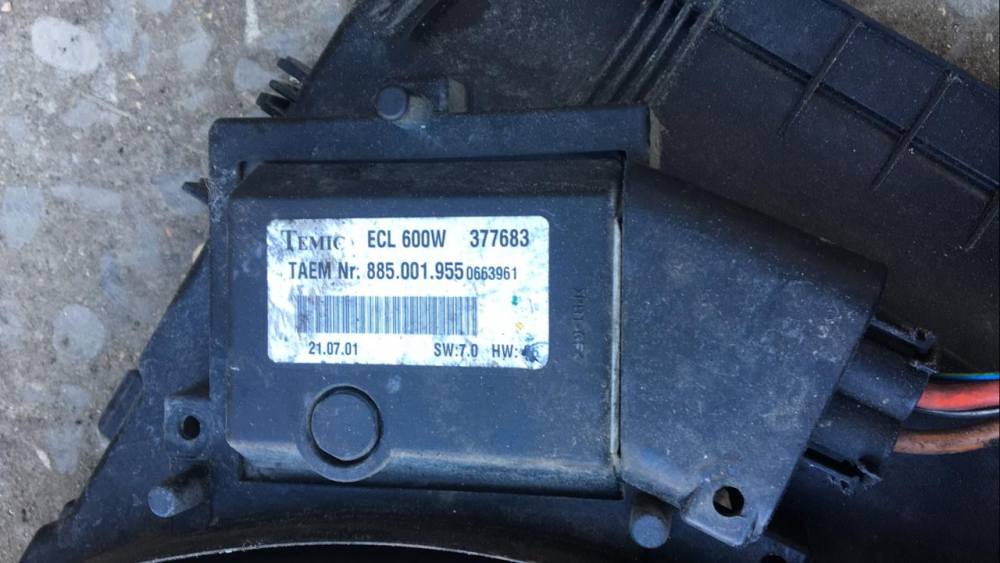 TEMIC ECL 600W 377683
TAEM Nr. 885.001.955 0663961
21.07.01 SW:7.0 HW: